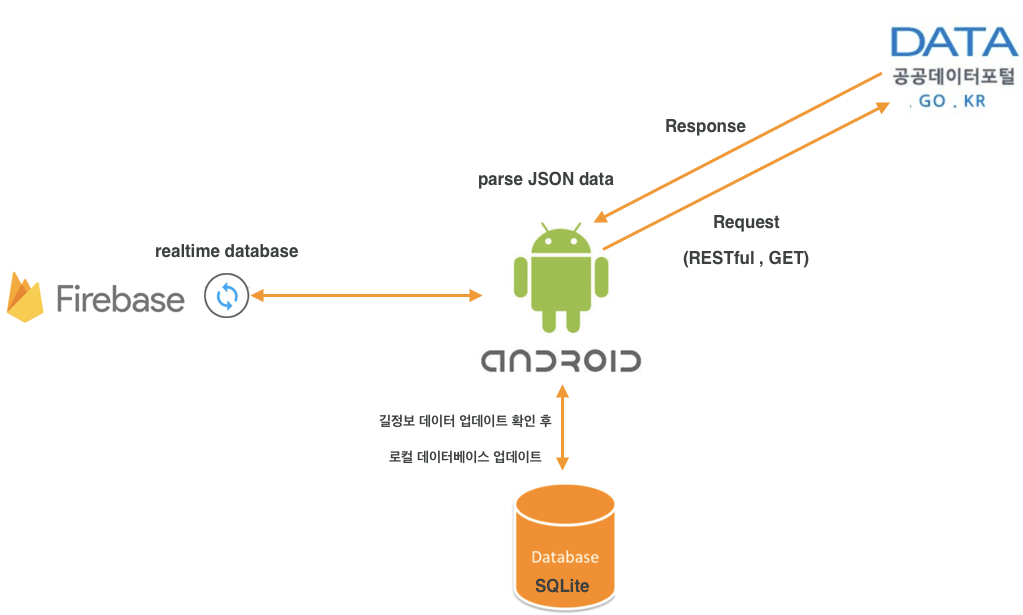 DATA
공공데이터포털
. GO . KR
Response
parse JSON data
Request
(RESTful , GET)
realtime database
Firebase
ANDROID
길정보 데이터 업데이트 확인 후
로컬 데이터베이스 업데이트
Database
SQLite